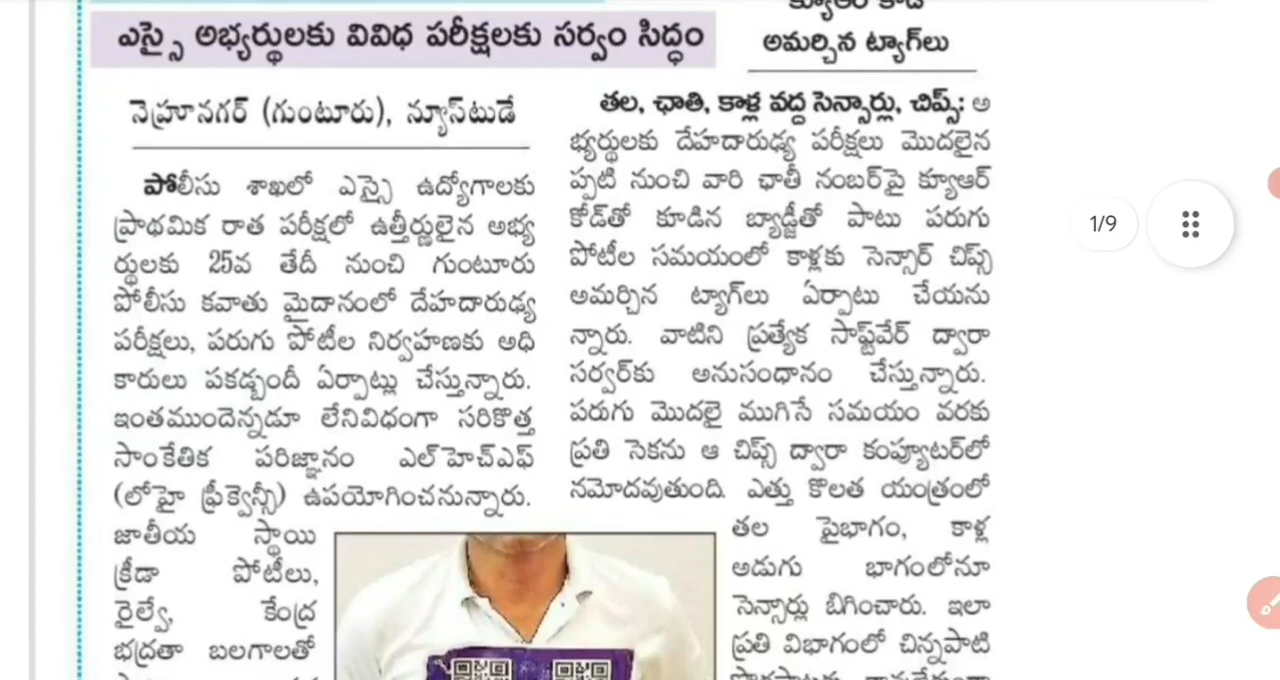 ఎస్సై అభ్యర్థులకు వివిధ పరీక్షలకు సర్వం సిద్ధం
నెహ్రూనగర్ (గుంటూరు), న్యూస్‌టుడే
పోలీసు శాఖలో ఎస్సై ఉద్యోగాలకు
ప్రాథమిక రాత పరీక్షలో ఉత్తీర్ణులైన అభ్య
ర్థులకు 25వ తేదీ నుంచి గుంటూరు
పోలీసు కవాతు మైదానంలో దేహదారుఢ్య
పరీక్షలు, పరుగు పోటీల నిర్వహణకు అధి
కారులు పకడ్బందీ ఏర్పాట్లు చేస్తున్నారు.
ఇంతముందెన్నడూ లేనివిధంగా సరికొత్త
సాంకేతిక పరిజ్ఞానం ఎల్‌హెచ్‌ఎఫ్
(లోహై ఫ్రీక్వెన్సీ) ఉపయోగించనున్నారు.
జాతీయ స్థాయి
క్రీడా పోటీలు,
రైల్వే, కేంద్ర
భద్రతా బలగాలతో
క్యూఆర్ కోడ్
అమర్చిన ట్యాగ్‌లు
తల, ఛాతి, కాళ్ల వద్ద సెన్సార్లు, చిప్స్: అ
భ్యర్థులకు దేహదారుఢ్య పరీక్షలు మొదలైన
ప్పటి నుంచి వారి ఛాతీ నంబర్‌పై క్యూఆర్
కోడ్‌తో కూడిన బ్యాడ్జీతో పాటు పరుగు
పోటీల సమయంలో కాళ్లకు సెన్సార్ చిప్స్
అమర్చిన ట్యాగ్‌లు ఏర్పాటు చేయను
న్నారు. వాటిని ప్రత్యేక సాఫ్ట్‌వేర్ ద్వారా
సర్వర్‌కు అనుసంధానం చేస్తున్నారు.
పరుగు మొదలై ముగిసే సమయం వరకు
ప్రతి సెకను ఆ చిప్స్ ద్వారా కంప్యూటర్‌లో
నమోదవుతుంది. ఎత్తు కొలత యంత్రంలో
తల పైభాగం, కాళ్ల
అడుగు భాగంలోనూ
సెన్సార్లు బిగించారు. ఇలా
ప్రతి విభాగంలో చిన్నపాటి
1/9